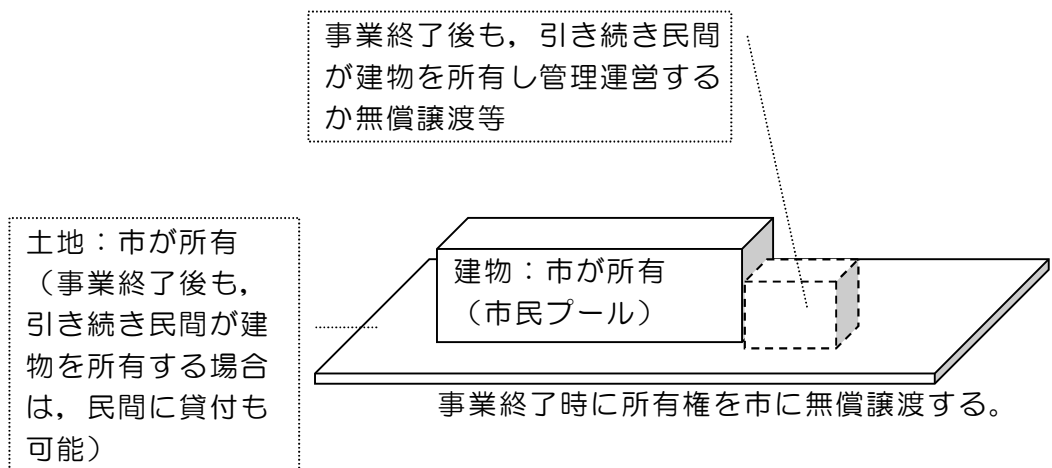 事業終了後も，引き続き民間
が建物を所有し管理運営する
か無償譲渡等
土地：市が所有
（事業終了後も，
引き続き民間が建
物を所有する場合
は，民間に貸付も
可能）
建物：市が所有
（市民プール）
事業終了時に所有権を市に無償譲渡する。